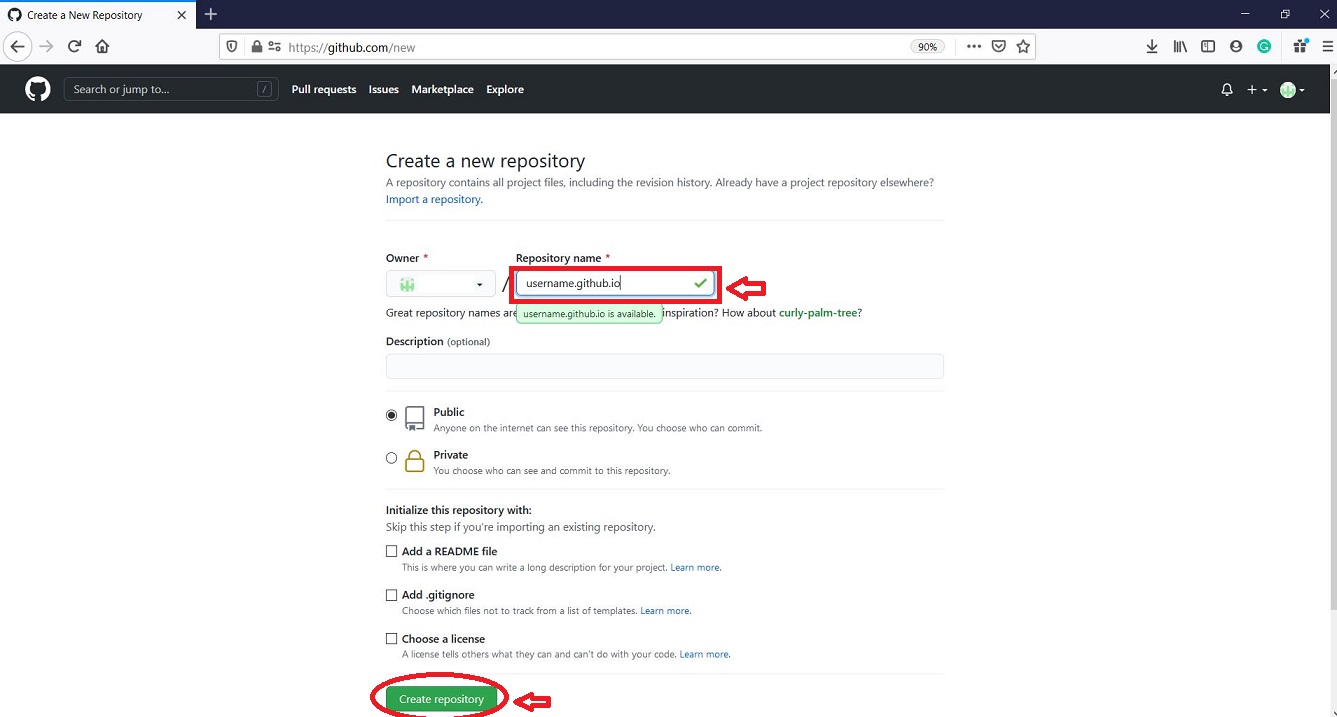 Create a New Repository
https://github.com/new
90%
Search or jump to...
/
Pull requests
Issues
Marketplace
Explore
Create a new repository
A repository contains all project files, including the revision history. Already have a project repository elsewhere?
Import a repository.
Owner *
Repository name *
/
username.github.io
Great repository names are
username.github.io is available.
inspiration? How about curly-palm-tree?
Description (optional)
Public
Anyone on the internet can see this repository. You choose who can commit.
Private
You choose who can see and commit to this repository.
Initialize this repository with:
Skip this step if you're importing an existing repository.
Add a README file
This is where you can write a long description for your project. Learn more.
Add .gitignore
Choose which files not to track from a list of templates. Learn more.
Choose a license
A license tells others what they can and can't do with your code. Learn more.
Create repository